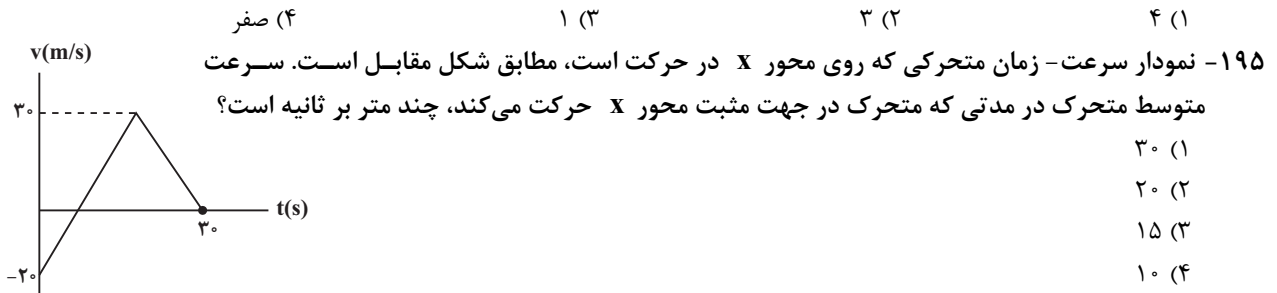 ۱) ۴ ۲) ۳ ۳) ۱ ۴) صفر
۱۹۵- نمودار سرعت- زمان متحرکی که روی محور x در حرکت است، مطابق شکل مقابل است. سرعت
متوسط متحرک در مدتی که متحرک در جهت مثبت محور x حرکت می‌کند، چند متر بر ثانیه است؟
۱) ۳۰
۲) ۲۰
۳) ۱۵
۴) ۱۰
v(m/s)
۳۰
t(s)
۳۰
-۲۰